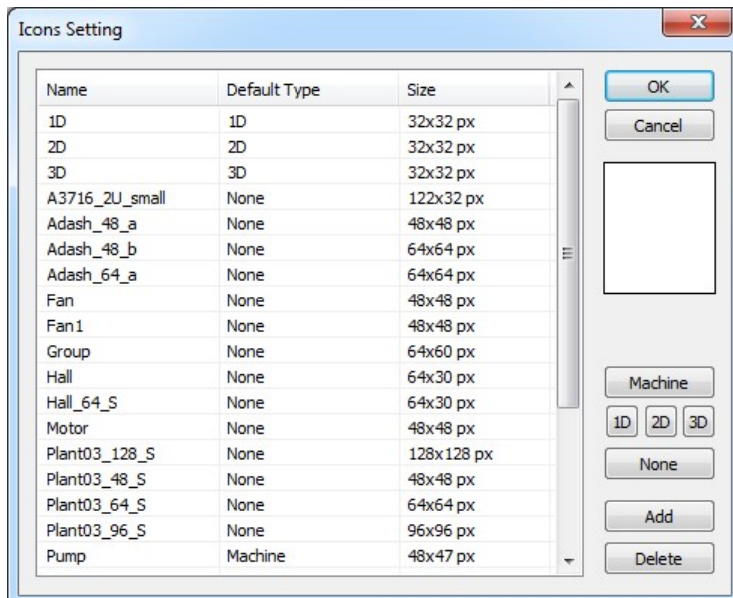 Icons Setting
Name Default Type Size
1D 1D 32x32 px
2D 2D 32x32 px
3D 3D 32x32 px
A3716_2U_small None 122x32 px
Adash_48_a None 48x48 px
Adash_48_b None 64x64 px
Adash_64_a None 64x64 px
Fan None 48x48 px
Fan1 None 48x48 px
Group None 64x60 px
Hall None 64x30 px
Hall_64_S None 64x30 px
Motor None 48x48 px
Plant03_128_S None 128x128 px
Plant03_48_S None 48x48 px
Plant03_64_S None 64x64 px
Plant03_96_S None 96x96 px
Pump Machine 48x47 px
OK
Cancel
Machine
1D 2D 3D
None
Add
Delete